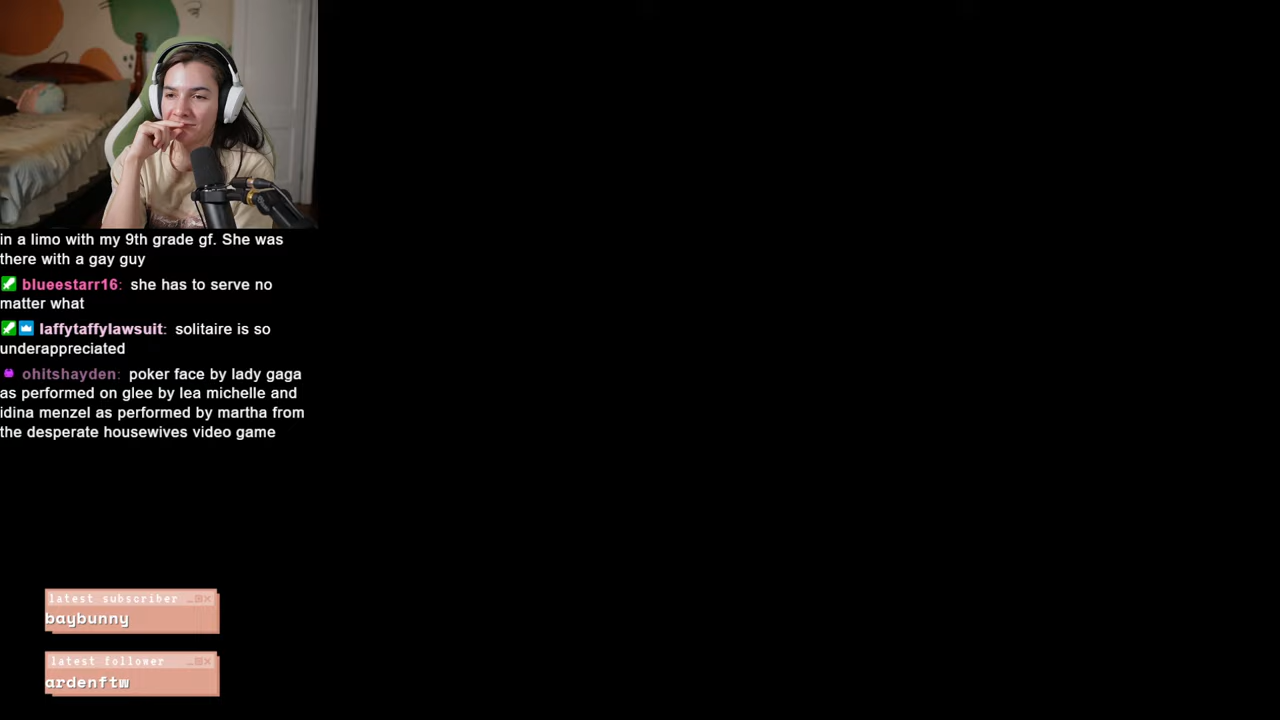 in a limo with my 9th grade gf. She was
there with a gay guy
blueestarr16: she has to serve no
matter what
laffytaffylawsuit: solitaire is so
underappreciated
ohitshayden: poker face by lady gaga
as performed on glee by lea michelle and
idina menzel as performed by martha from
the desperate housewives video game
latest subscriber
baybunny
latest follower
ardenftw